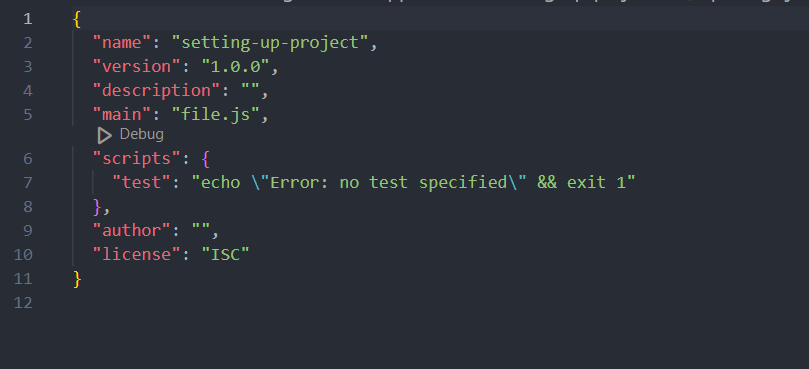 1 {
2 "name": "setting-up-project",
3 "version": "1.0.0",
4 "description": "",
5 "main": "file.js",
Debug
6 "scripts": {
7 "test": "echo \"Error: no test specified\" && exit 1"
8 },
9 "author": "",
10 "license": "ISC"
11 }
12